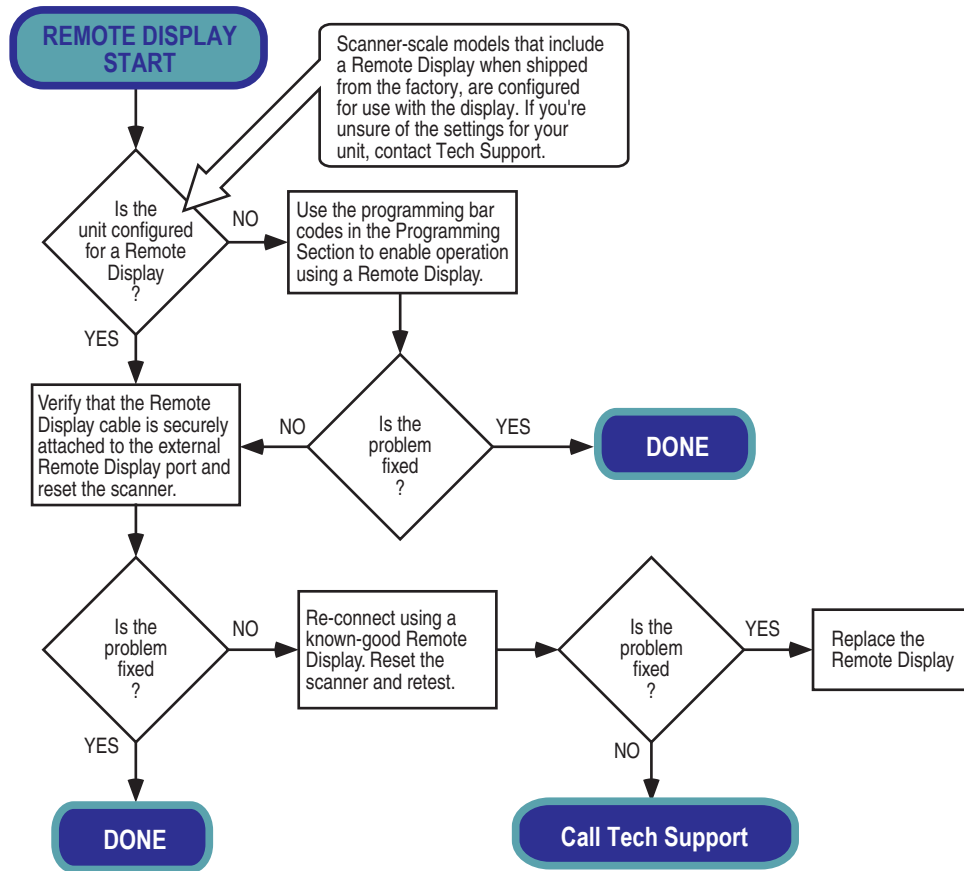 REMOTE DISPLAY
START
Scanner-scale models that include
a Remote Display when shipped
from the factory, are configured
for use with the display. If you're
unsure of the settings for your
unit, contact Tech Support.
Is the
unit configured
for a Remote
Display
?
NO
Use the programming bar
codes in the Programming
Section to enable operation
using a Remote Display.
YES
Verify that the Remote
Display cable is securely
attached to the external
Remote Display port and
reset the scanner.
NO
Is the
problem
fixed
?
YES
DONE
Is the
problem
fixed
?
NO
Re-connect using a
known-good Remote
Display. Reset the
scanner and retest.
Is the
problem
fixed
?
YES
Replace the
Remote Display
YES
NO
DONE
Call Tech Support